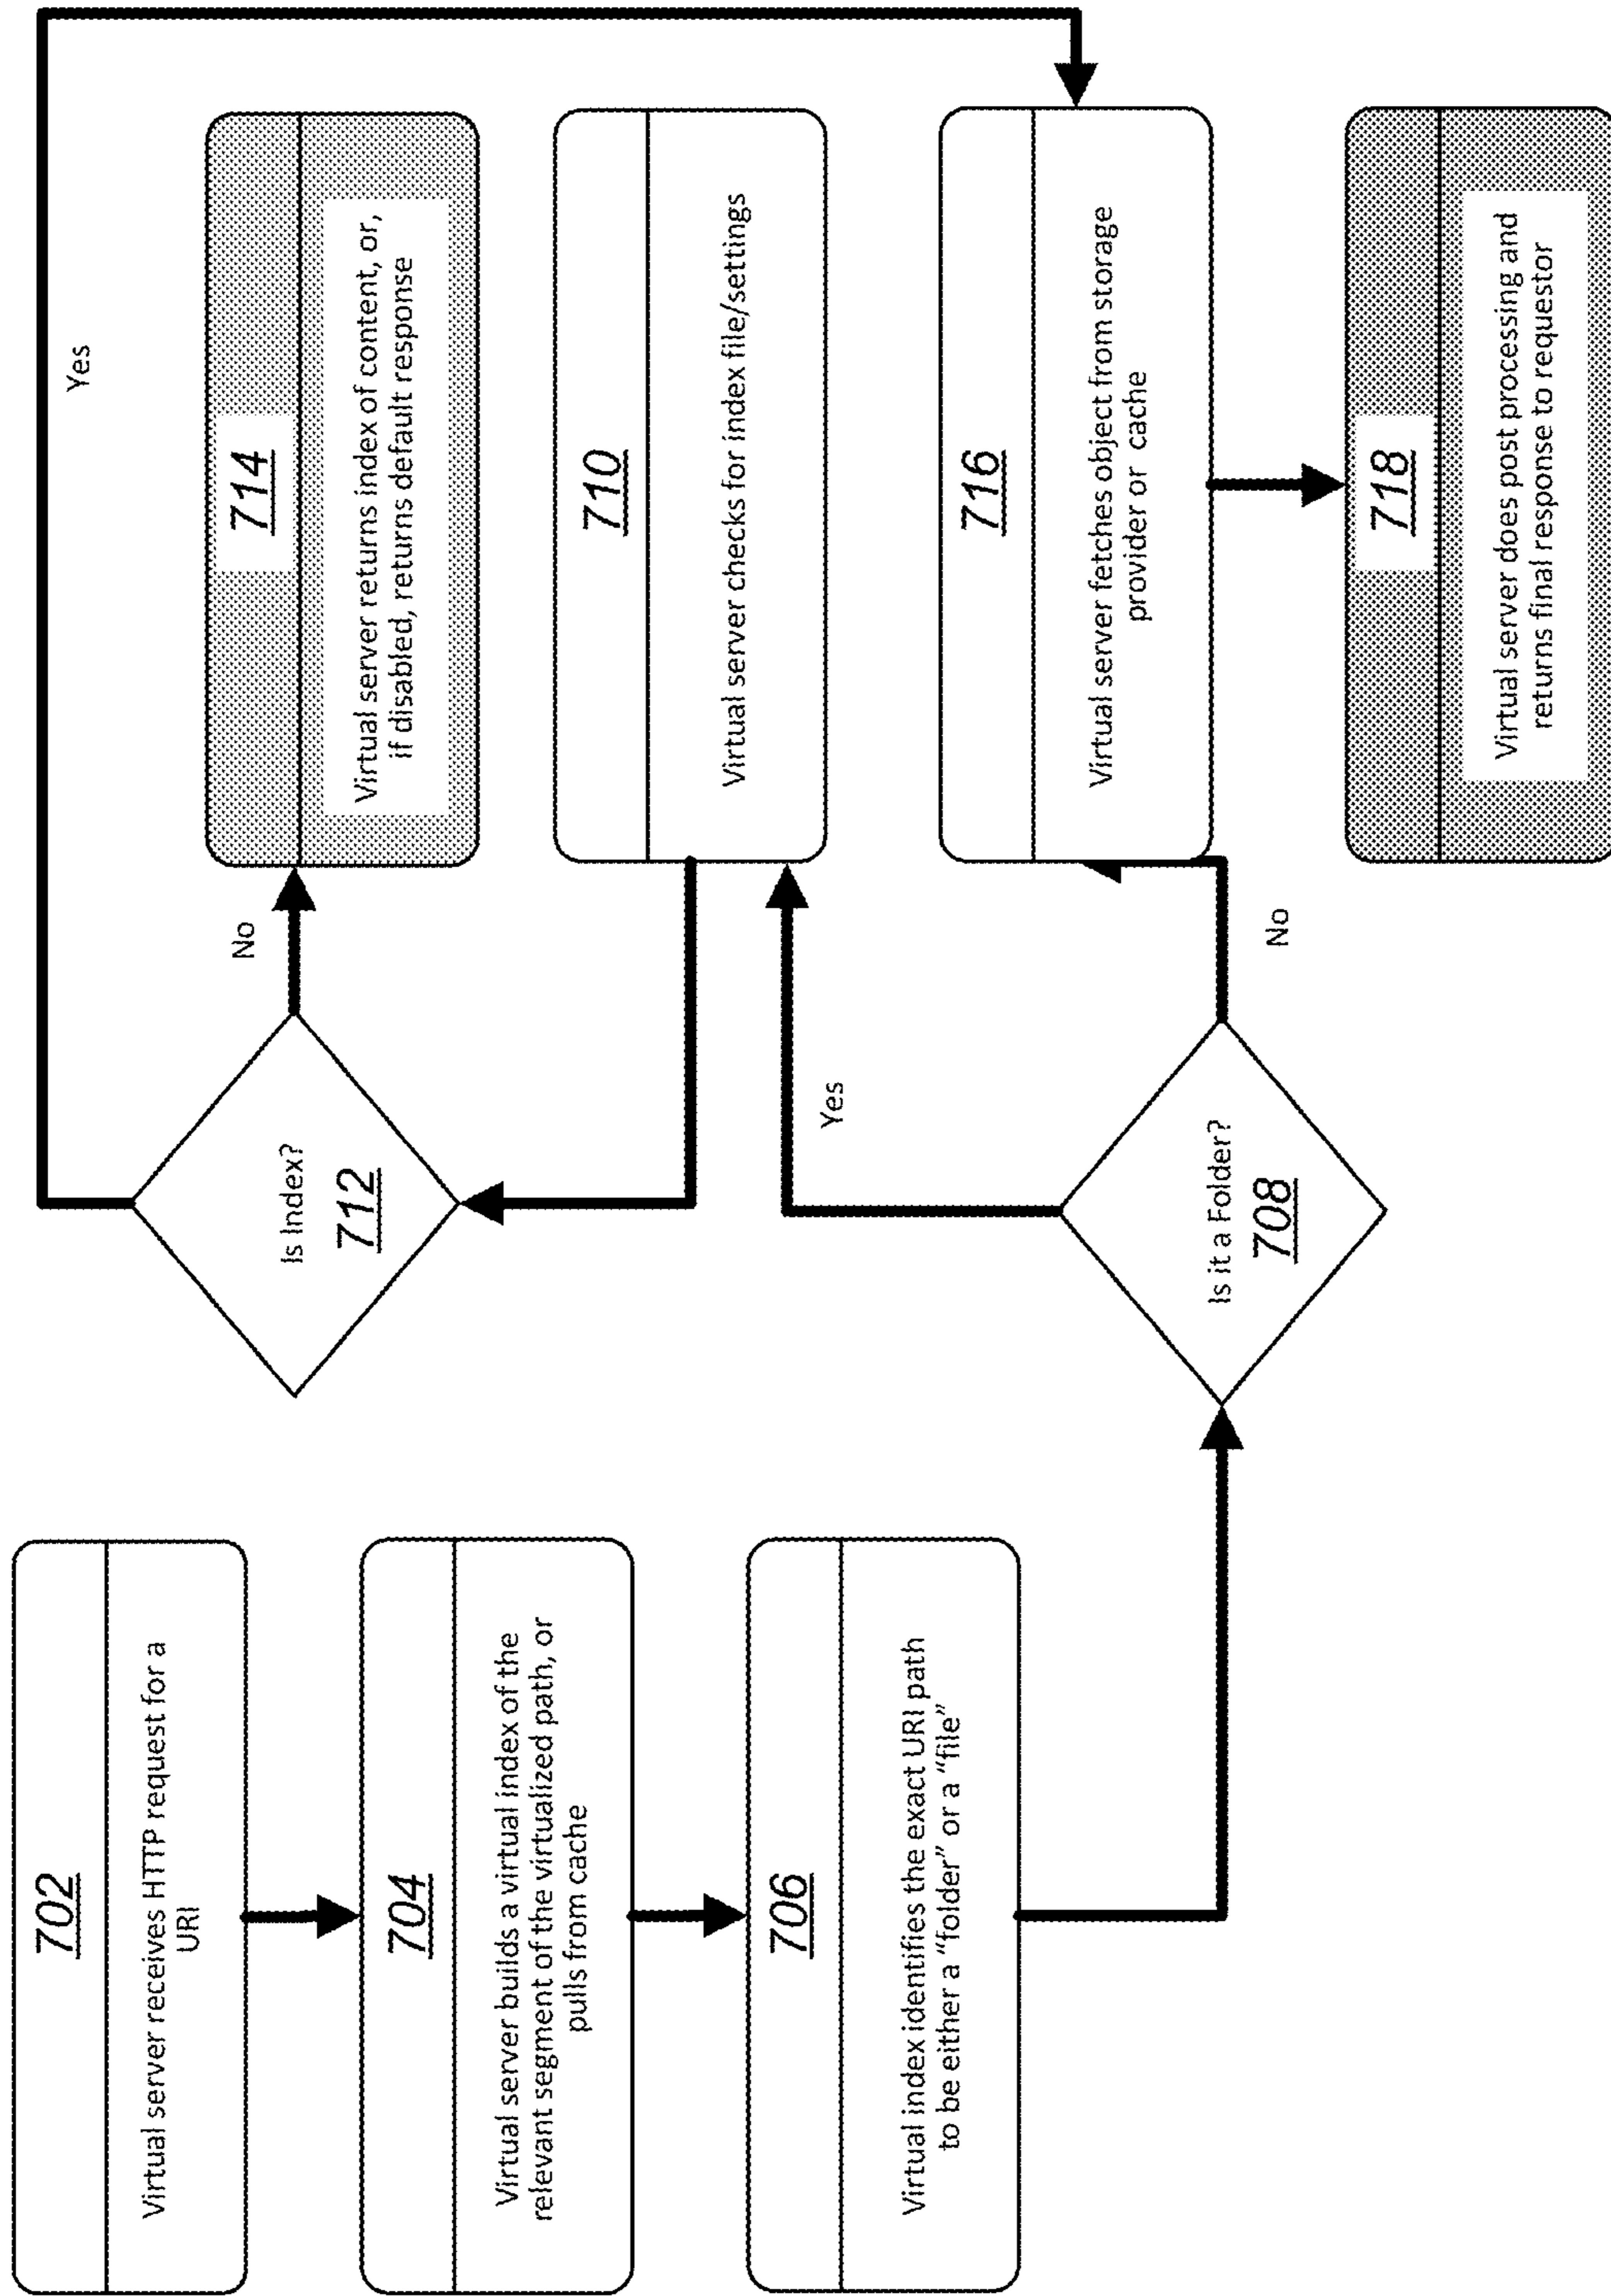 702
Virtual server receives HTTP request for a
URI
704
Virtual server builds a virtual index of the
relevant segment of the virtualized path, or
pulls from cache
706
Virtual index identifies the exact URI path
to be either a "folder" or a "file"
Is it a Folder?
708
Yes
No
710
Virtual server checks for index file/settings
Is Index?
712
Yes
No
714
Virtual server returns index of content, or,
if disabled, returns default response
716
Virtual server fetches object from storage
provider or cache
718
Virtual server does post processing and
returns final response to requestor